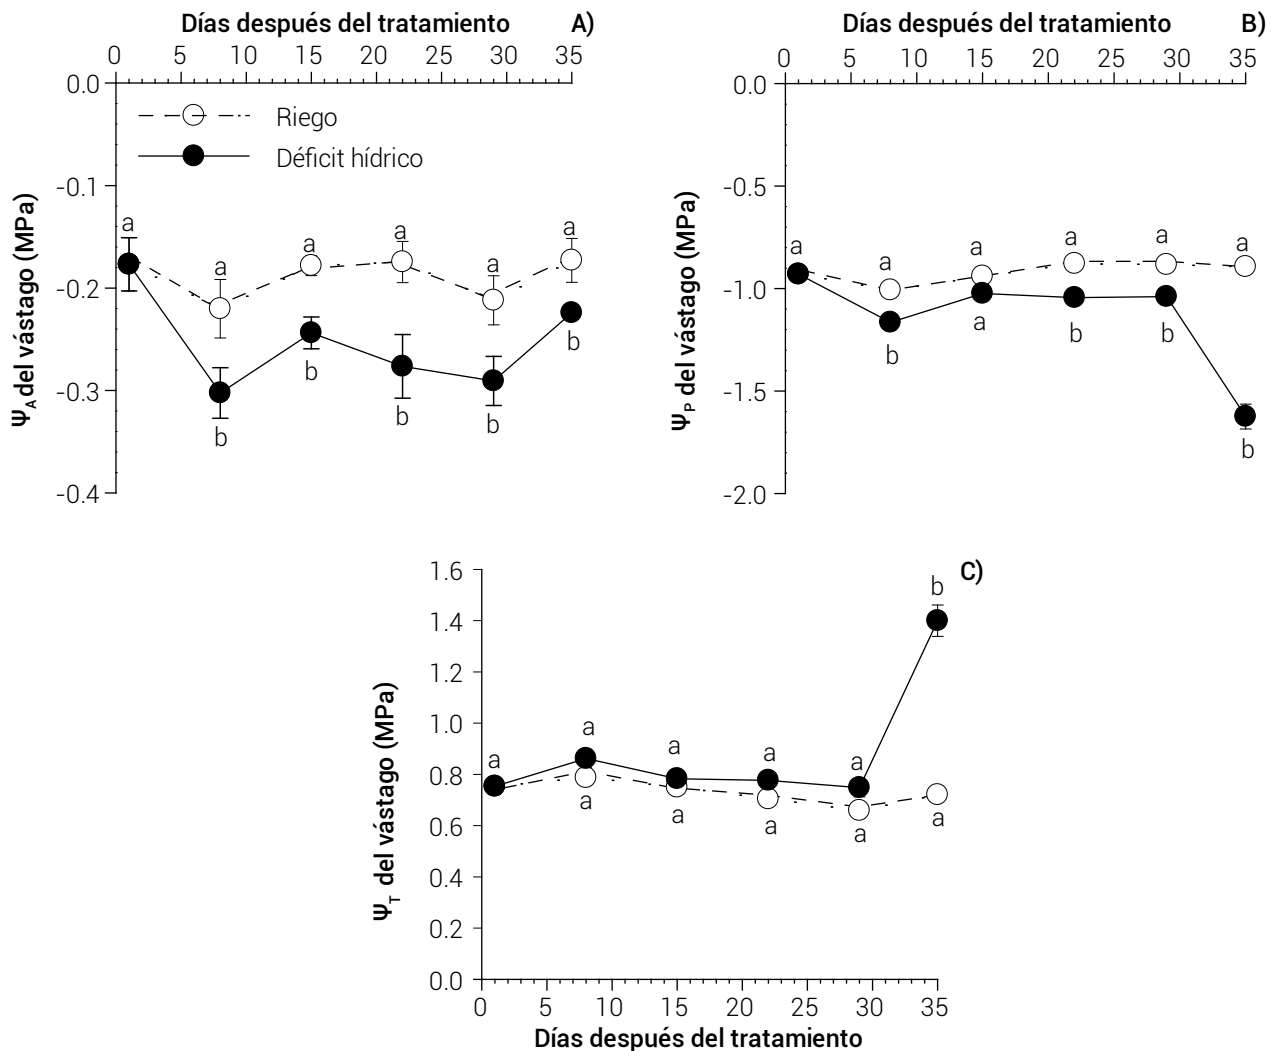 Días después del tratamiento A)
0 5 10 15 20 25 30 35
0.0
Riego
Déficit hídrico
-0.1
-0.2
-0.3
-0.4
Ψ_A del vástago (MPa)
a a a a a a
b b b b b
Días después del tratamiento B)
0 5 10 15 20 25 30 35
0.0
-0.5
-1.0
-1.5
-2.0
Ψ_P del vástago (MPa)
a a a a a a
b a b b b
C)
1.6
1.4
1.2
1.0
0.8
0.6
0.4
0.2
0.0
Ψ_T del vástago (MPa)
a a a a a b
a a a a a
0 5 10 15 20 25 30 35
Días después del tratamiento